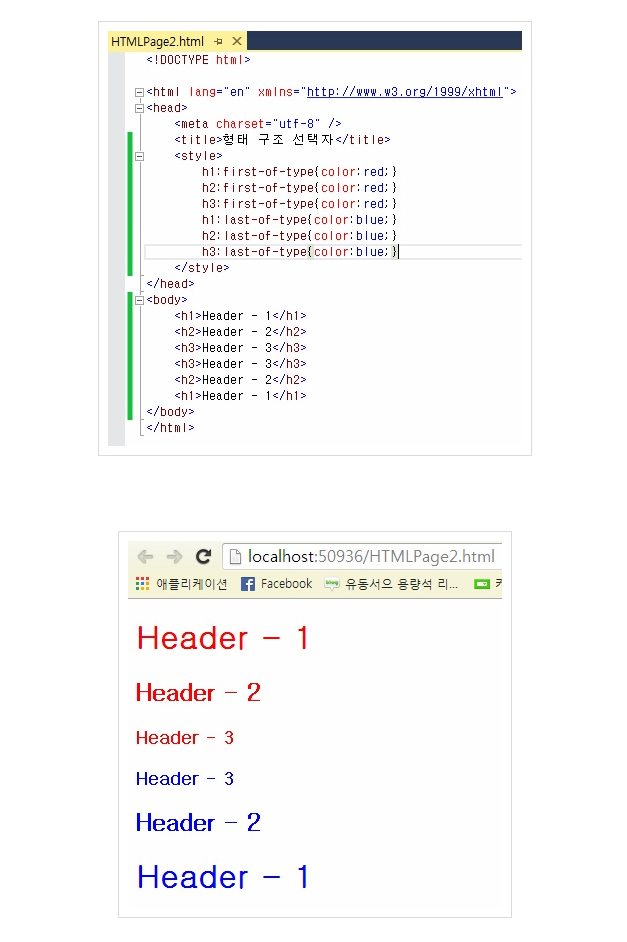 HTMLPage2.html
<!DOCTYPE html>
<html lang="en" xmlns="http://www.w3.org/1999/xhtml">
<head>
<meta charset="utf-8" />
<title>형태 구조 선택자</title>
<style>
h1:first-of-type{color:red;}
h2:first-of-type{color:red;}
h3:first-of-type{color:red;}
h1:last-of-type{color:blue;}
h2:last-of-type{color:blue;}
h3:last-of-type{color:blue;}
</style>
</head>
<body>
<h1>Header - 1</h1>
<h2>Header - 2</h2>
<h3>Header - 3</h3>
<h3>Header - 3</h3>
<h2>Header - 2</h2>
<h1>Header - 1</h1>
</body>
</html>
localhost:50936/HTMLPage2.html
애플리케이션 Facebook 유동서으 용량석 리...
Header - 1
Header - 2
Header - 3
Header - 3
Header - 2
Header - 1